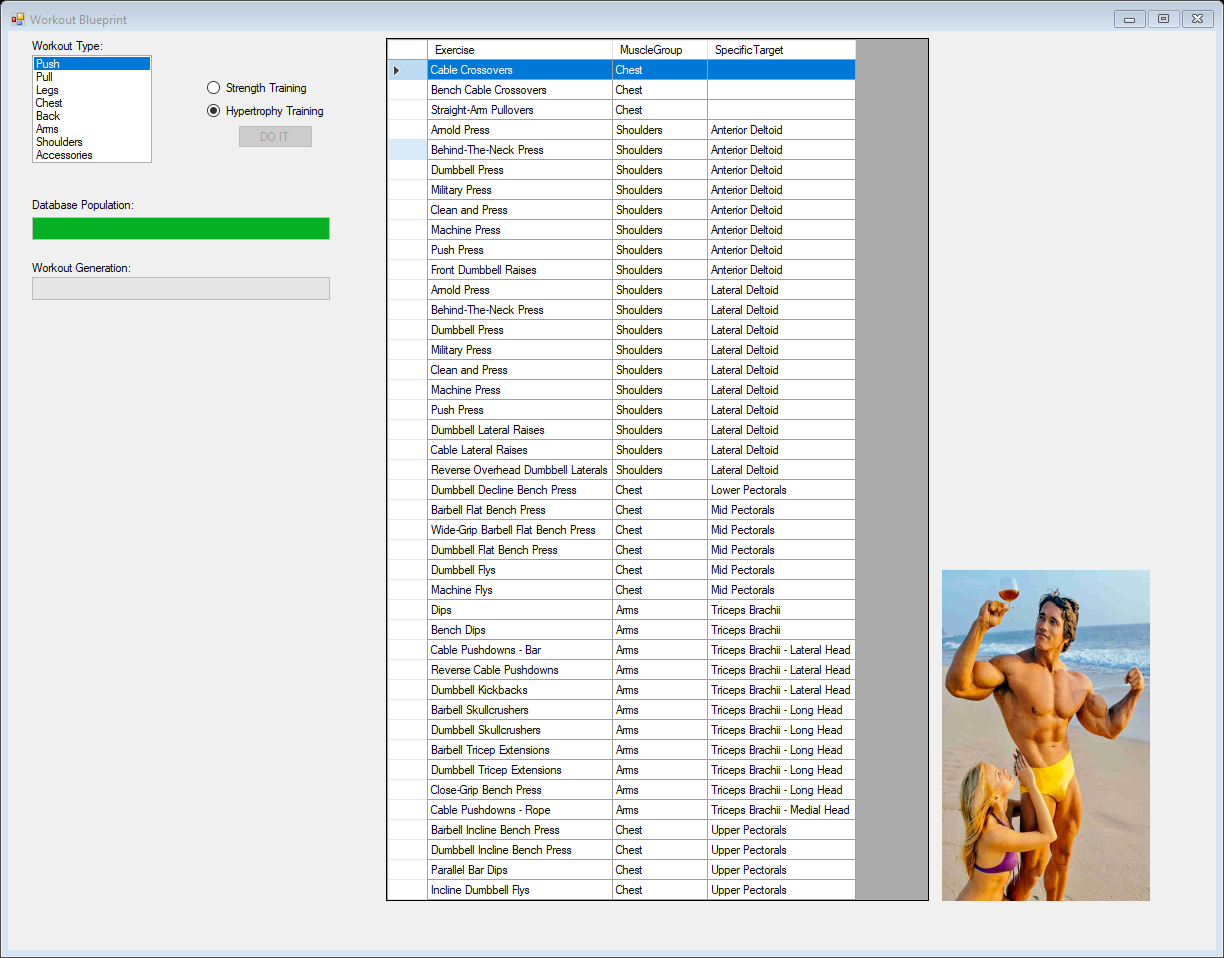 Workout Blueprint
Workout Type:
Push
Pull
Legs
Chest
Back
Arms
Shoulders
Accessories
Strength Training
Hypertrophy Training
DO IT
Database Population:
Workout Generation:
Exercise MuscleGroup SpecificTarget
Cable Crossovers Chest
Bench Cable Crossovers Chest
Straight-Arm Pullovers Chest
Arnold Press Shoulders Anterior Deltoid
Behind-The-Neck Press Shoulders Anterior Deltoid
Dumbbell Press Shoulders Anterior Deltoid
Military Press Shoulders Anterior Deltoid
Clean and Press Shoulders Anterior Deltoid
Machine Press Shoulders Anterior Deltoid
Push Press Shoulders Anterior Deltoid
Front Dumbbell Raises Shoulders Anterior Deltoid
Arnold Press Shoulders Lateral Deltoid
Behind-The-Neck Press Shoulders Lateral Deltoid
Dumbbell Press Shoulders Lateral Deltoid
Military Press Shoulders Lateral Deltoid
Clean and Press Shoulders Lateral Deltoid
Machine Press Shoulders Lateral Deltoid
Push Press Shoulders Lateral Deltoid
Dumbbell Lateral Raises Shoulders Lateral Deltoid
Cable Lateral Raises Shoulders Lateral Deltoid
Reverse Overhead Dumbbell Laterals Shoulders Lateral Deltoid
Dumbbell Decline Bench Press Chest Lower Pectorals
Barbell Flat Bench Press Chest Mid Pectorals
Wide-Grip Barbell Flat Bench Press Chest Mid Pectorals
Dumbbell Flat Bench Press Chest Mid Pectorals
Dumbbell Flys Chest Mid Pectorals
Machine Flys Chest Mid Pectorals
Dips Arms Triceps Brachii
Bench Dips Arms Triceps Brachii
Cable Pushdowns - Bar Arms Triceps Brachii - Lateral Head
Reverse Cable Pushdowns Arms Triceps Brachii - Lateral Head
Dumbbell Kickbacks Arms Triceps Brachii - Lateral Head
Barbell Skullcrushers Arms Triceps Brachii - Long Head
Dumbbell Skullcrushers Arms Triceps Brachii - Long Head
Barbell Tricep Extensions Arms Triceps Brachii - Long Head
Dumbbell Tricep Extensions Arms Triceps Brachii - Long Head
Close-Grip Bench Press Arms Triceps Brachii - Long Head
Cable Pushdowns - Rope Arms Triceps Brachii - Medial Head
Barbell Incline Bench Press Chest Upper Pectorals
Dumbbell Incline Bench Press Chest Upper Pectorals
Parallel Bar Dips Chest Upper Pectorals
Incline Dumbbell Flys Chest Upper Pectorals